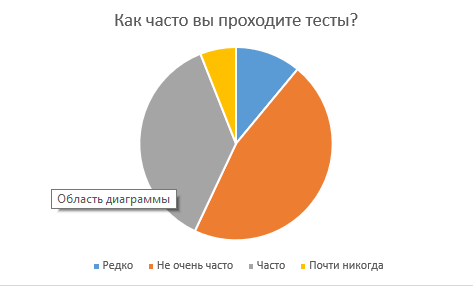 Как часто вы проходите тесты?
Область диаграммы
Редко Не очень часто Часто Почти никогда